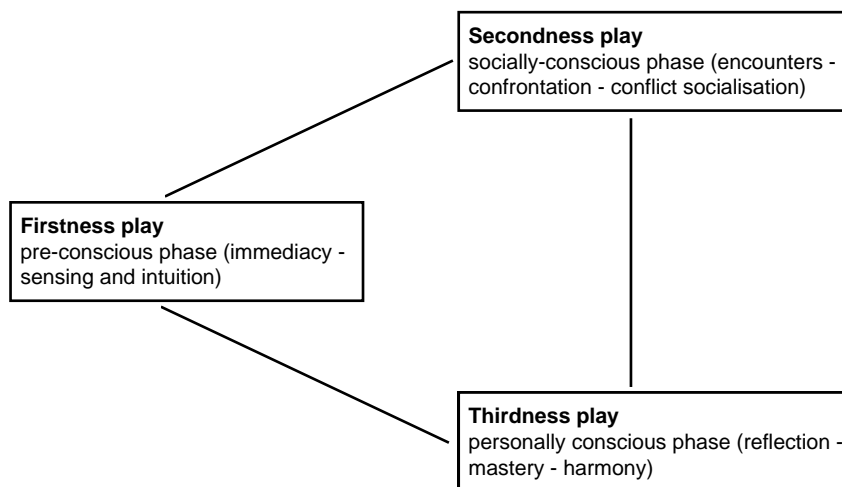 Secondness play
socially-conscious phase (encounters -
confrontation - conflict socialisation)
Firstness play
pre-conscious phase (immediacy -
sensing and intuition)
Thirdness play
personally conscious phase (reflection -
mastery - harmony)